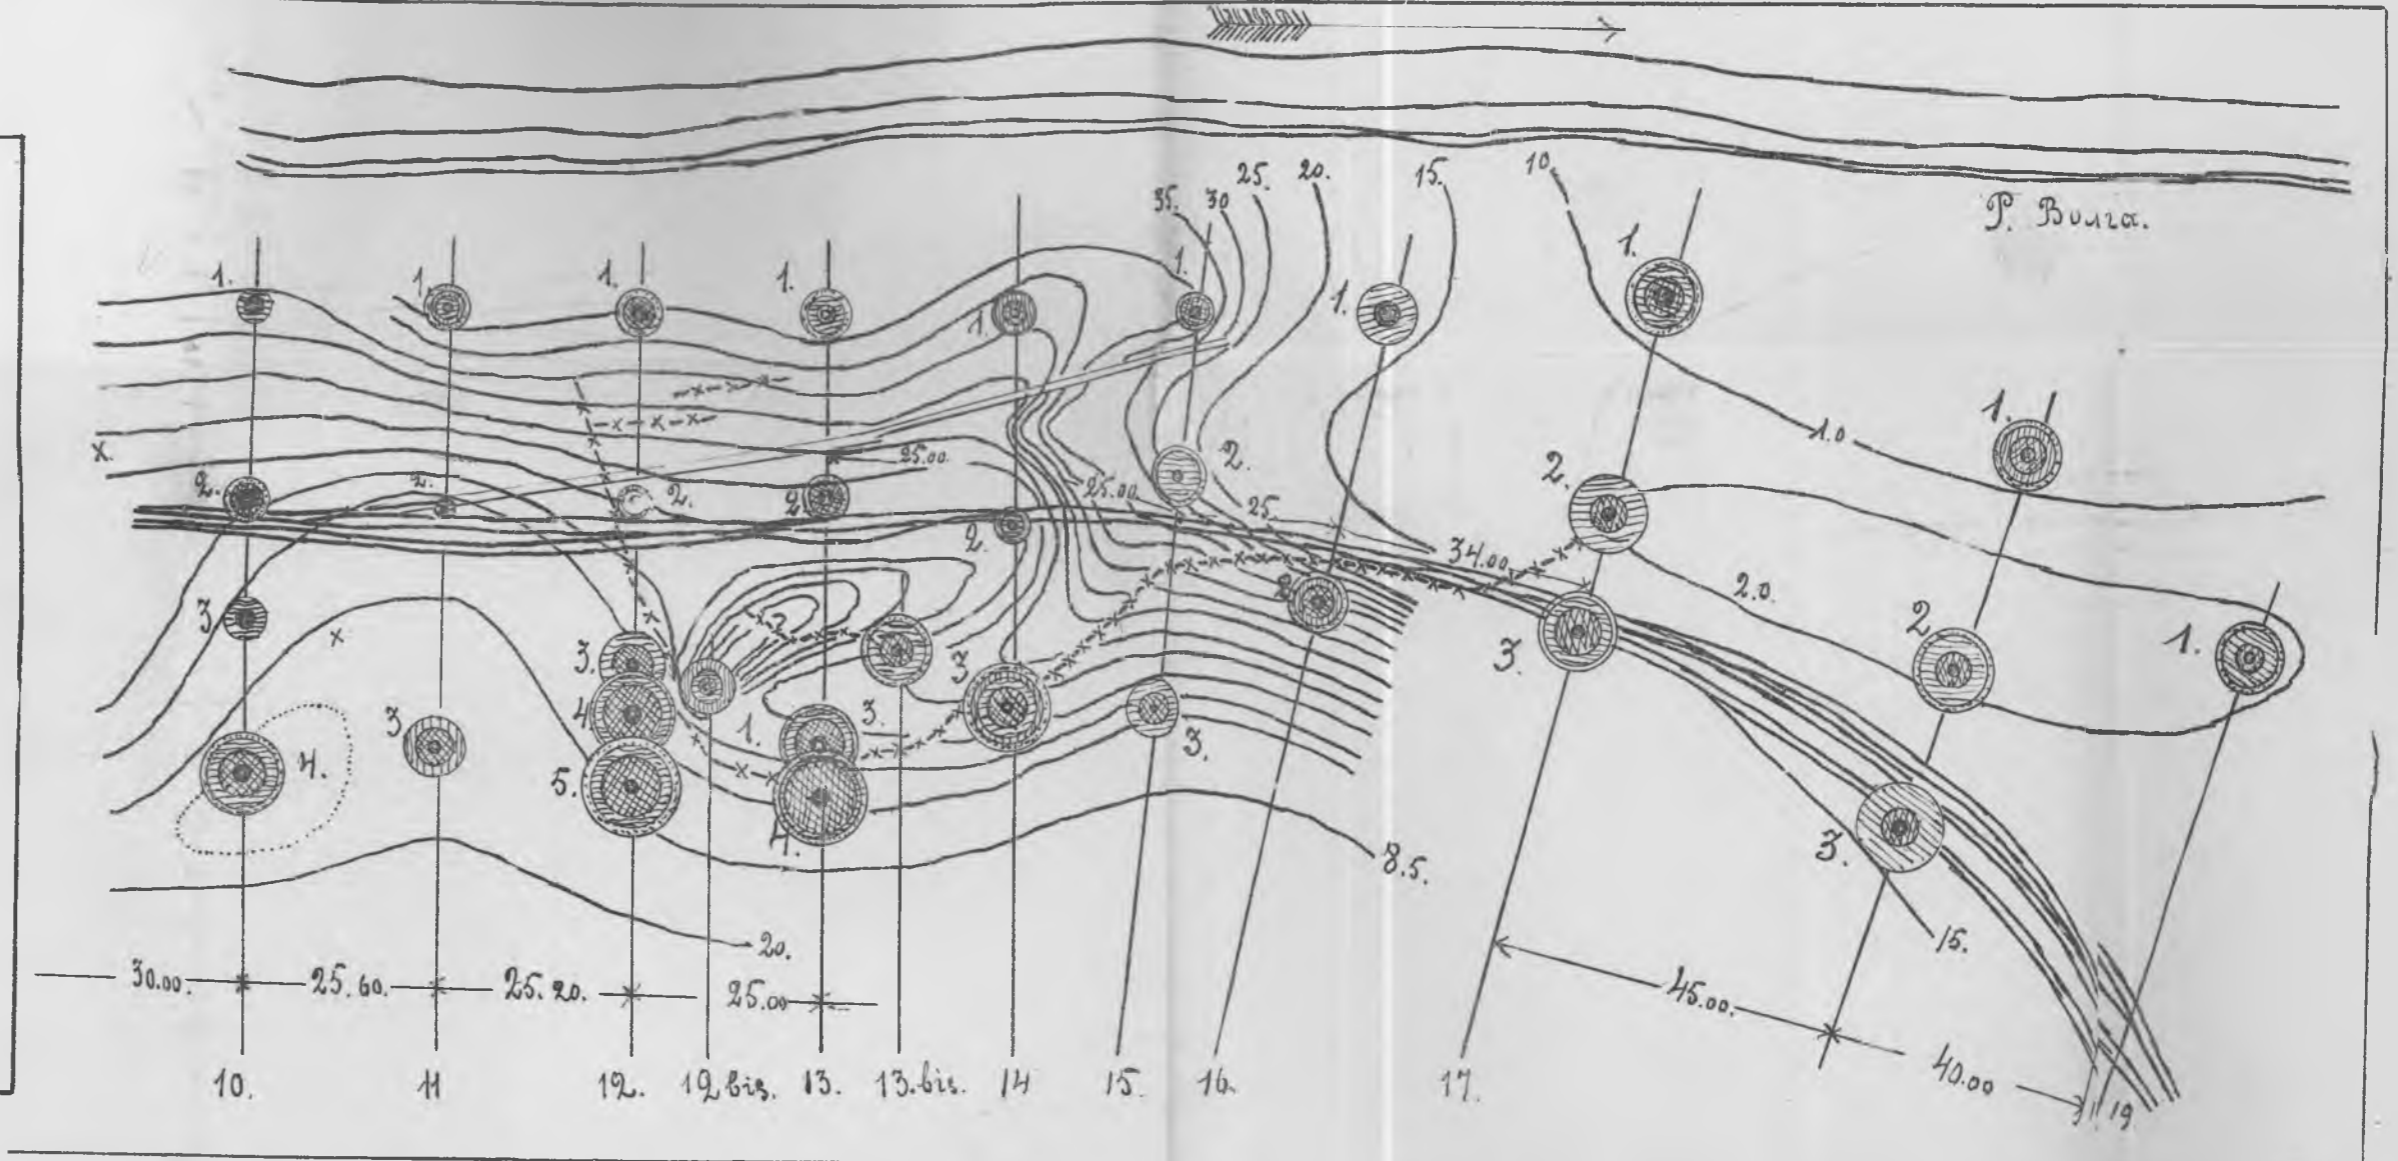 35. 30 25. 20. 15. 10.
Р. Волга.
1. 1. 1. 1. 1. 1. 1. 1.
1.
1.0
х.
25.00
2. 2. 2. 2 2. 2. 2.
25.00
25.
34.00
2.0.
2 2 1.
3 3. 3 3.
4. 3 4. 1. 3. 3.
5. 4. 3.
8.5.
20.
15.
30.00. 25.60. 25.20. 25.00
45.00.
40.00
10. 11 12. 12 bis. 13. 13. bis. 14 15. 16. 17. 19